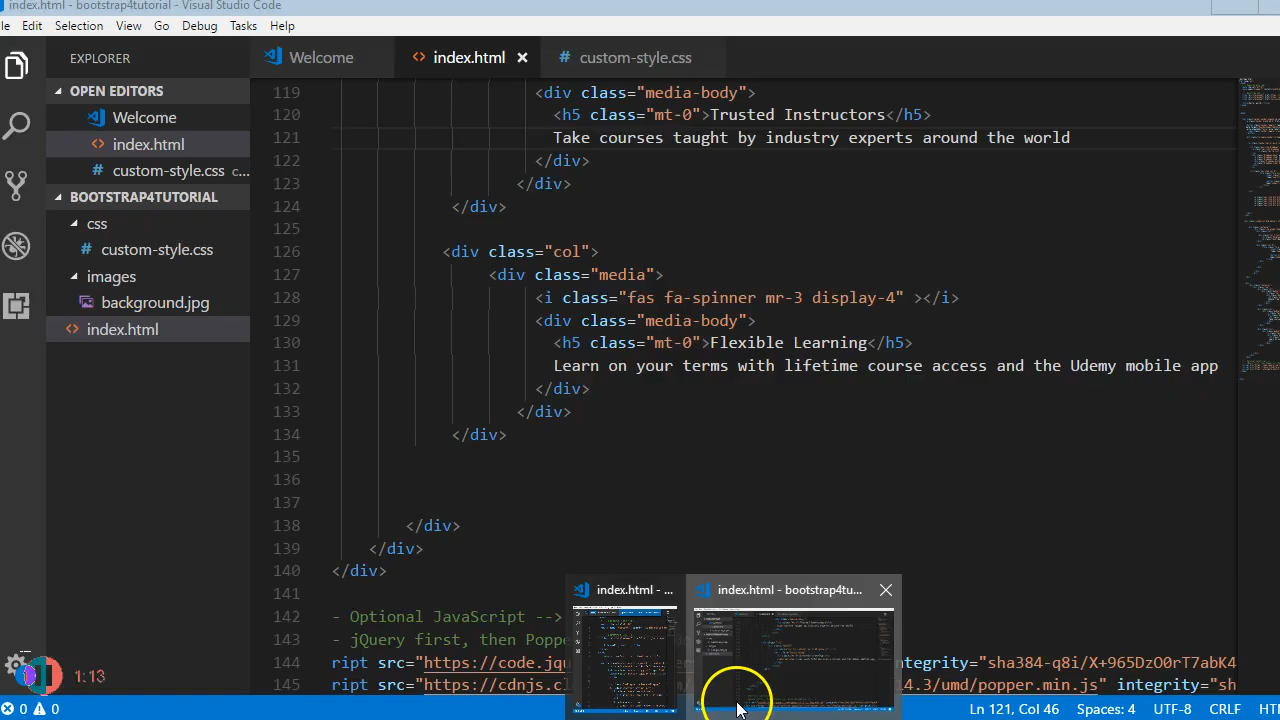 index.html - bootstrap4tutorial - Visual Studio Code
le Edit Selection View Go Debug Tasks Help
EXPLORER
OPEN EDITORS
Welcome
index.html
custom-style.css c...
BOOTSTRAP4TUTORIAL
css
custom-style.css
images
background.jpg
index.html
Welcome index.html custom-style.css
119 <div class="media-body">
120 <h5 class="mt-0">Trusted Instructors</h5>
121 Take courses taught by industry experts around the world
122 </div>
123 </div>
124 </div>
125
126 <div class="col">
127 <div class="media">
128 <i class="fas fa-spinner mr-3 display-4" ></i>
129 <div class="media-body">
130 <h5 class="mt-0">Flexible Learning</h5>
131 Learn on your terms with lifetime course access and the Udemy mobile app
132 </div>
133 </div>
134 </div>
135
136
137
138 </div>
139 </div>
140 </div>
141
142 - Optional JavaScript -->
143 - jQuery first, then Poppe
144 ript src="https://code.jq integrity="sha384-q8i/X+965DzO0rT7abK4
145 ript src="https://cdnjs.cl 14.3/umd/popper.min.js" integrity="sh
index.html - ...
index.html - bootstrap4tu...
1:13
0 0 Ln 121, Col 46 Spaces: 4 UTF-8 CRLF HT